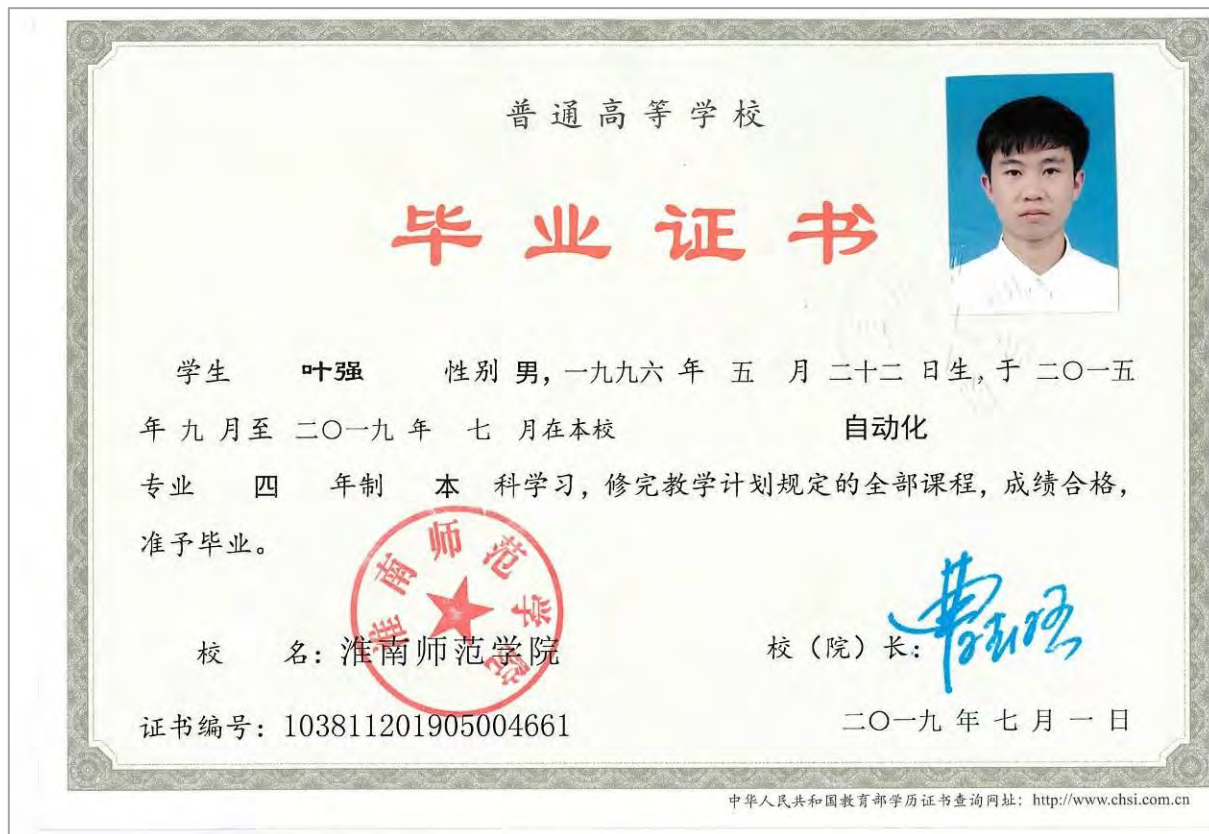 普通高等学校
毕业证书
学生 叶强 性别 男, 一九九六 年 五 月 二十二 日生, 于 二〇一五
年 九 月至 二〇一九 年 七 月在本校 自动化
专业 四 年制 本 科学习, 修完教学计划规定的全部课程, 成绩合格,
准予毕业。
淮南师范学院
校 名: 淮南师范学院 校（院）长:
证书编号: 103811201905004661 二〇一九 年 七 月 一 日
中华人民共和国教育部学历证书查询网址: http://www.chsi.com.cn